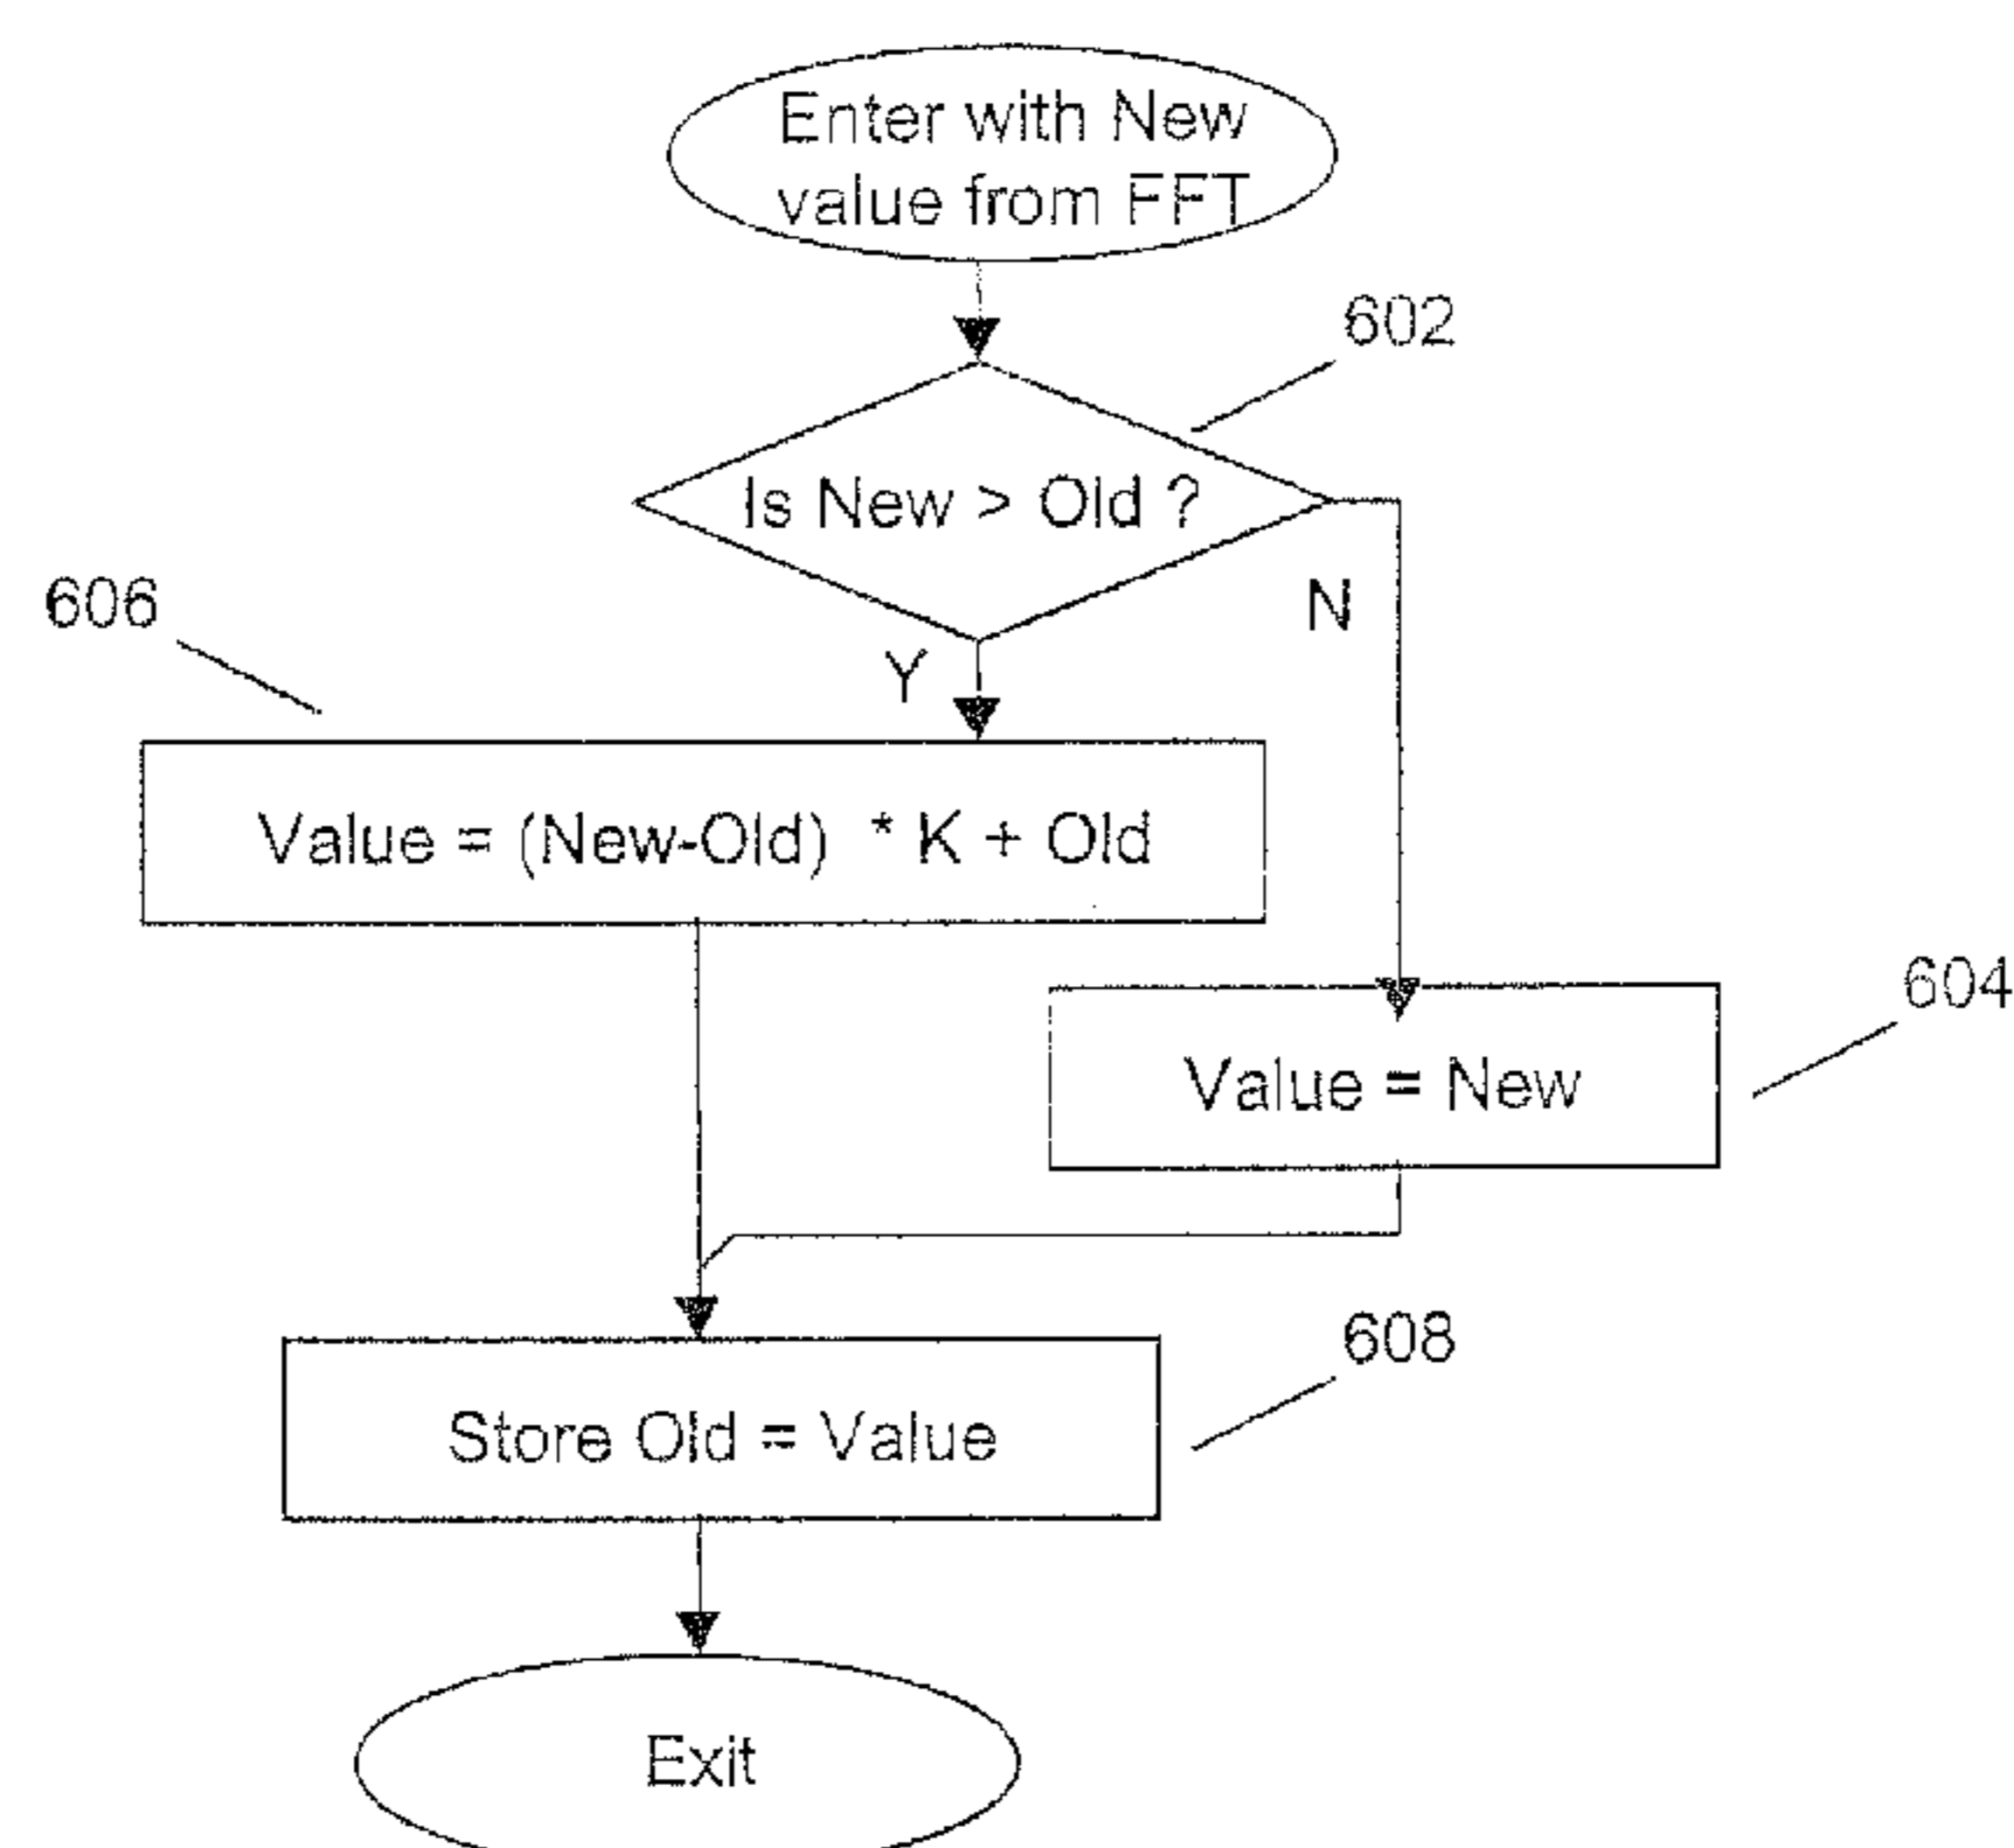 Enter with New
value from FFT
602
Is New > Old ?
606
Y
N
Value = (New-Old) * K + Old
604
Value = New
608
Store Old = Value
Exit